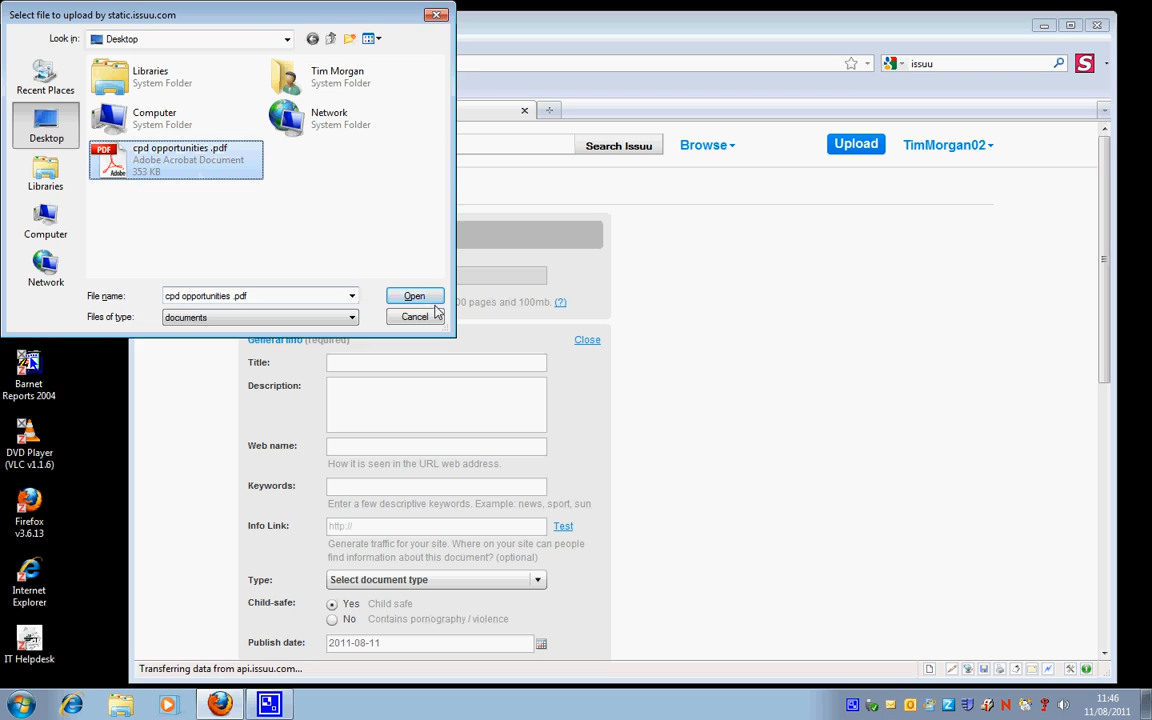 Select file to upload by static.issuu.com
Look in:
Desktop
Recent Places
Desktop
Libraries
Computer
Network
Libraries
System Folder
Tim Morgan
System Folder
Computer
System Folder
Network
System Folder
PDF
Adobe
cpd opportunities .pdf
Adobe Acrobat Document
353 KB
File name:
cpd opportunities .pdf
Open
Files of type:
documents
Cancel
issuu
S
Search Issuu
Browse
Upload
TimMorgan02
00 pages and 100mb. (?)
General Info (required)
Close
Title:
Description:
Web name:
How it is seen in the URL web address.
Keywords:
Enter a few descriptive keywords. Example: news, sport, sun
Info Link:
http://
Test
Generate traffic for your site. Where on your site can people
find information about this document? (optional)
Type:
Select document type
Child-safe:
Yes
Child safe
No
Contains pornography / violence
Publish date:
2011-08-11
Transferring data from api.issuu.com...
Barnet
Reports 2004
DVD Player
(VLC v1.1.6)
Firefox
v3.6.13
Internet
Explorer
IT Helpdesk
11:46
11/08/2011